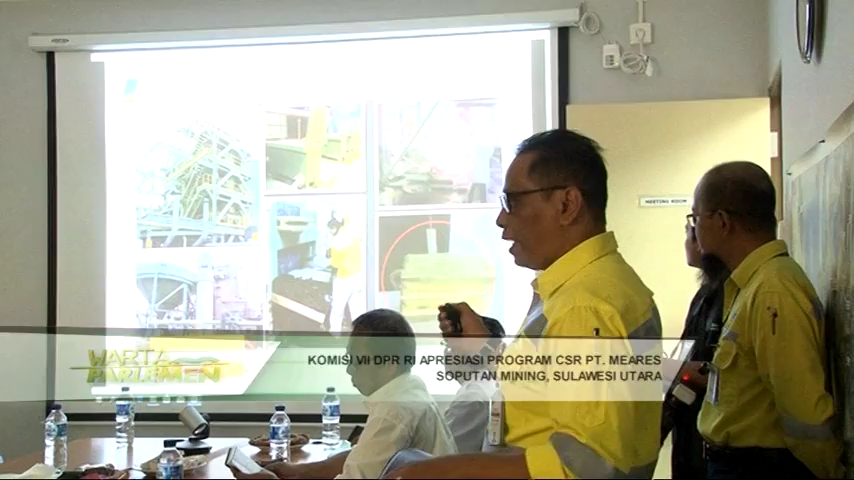 MEETING ROOM
WARTA
PARLEMEN
KOMISI VII DPR RI APRESIASI PROGRAM CSR PT. MEARES
SOPUTAN MINING, SULAWESI UTARA